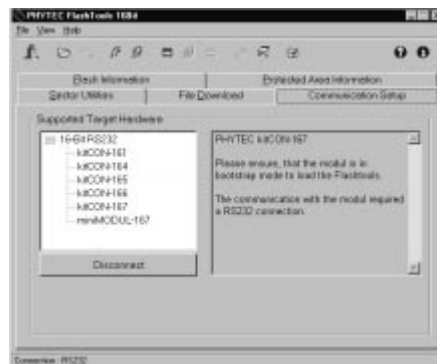 PHYTEC FlashTools 16Bit
File View Help
Flash Information
Protected Area Information
Sector Utilities
File Download
Communication Setup
Supported Target Hardware
16-Bit RS232
kitCON-161
kitCON-164
kitCON-165
kitCON-166
kitCON-167
miniMODUL-167
Disconnect
PHYTEC kitCON-167
Please ensure, that the modul is in
bootstrap mode to load the Flashtools.
The communication with the modul required
a RS232 connection.
Connection: RS232